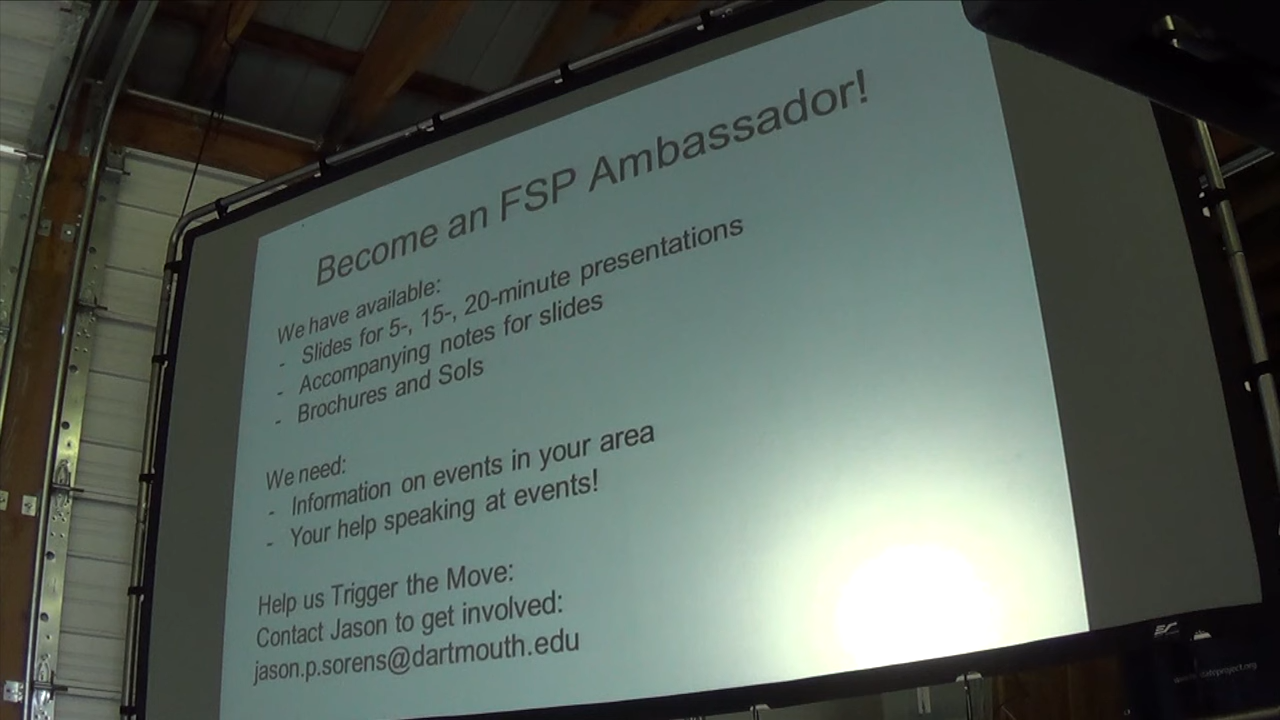 Become an FSP Ambassador!
We have available:
- Slides for 5-, 15-, 20-minute presentations
- Accompanying notes for slides
- Brochures and Sols
We need:
- Information on events in your area
- Your help speaking at events!
Help us Trigger the Move:
Contact Jason to get involved:
jason.p.sorens@dartmouth.edu
ES